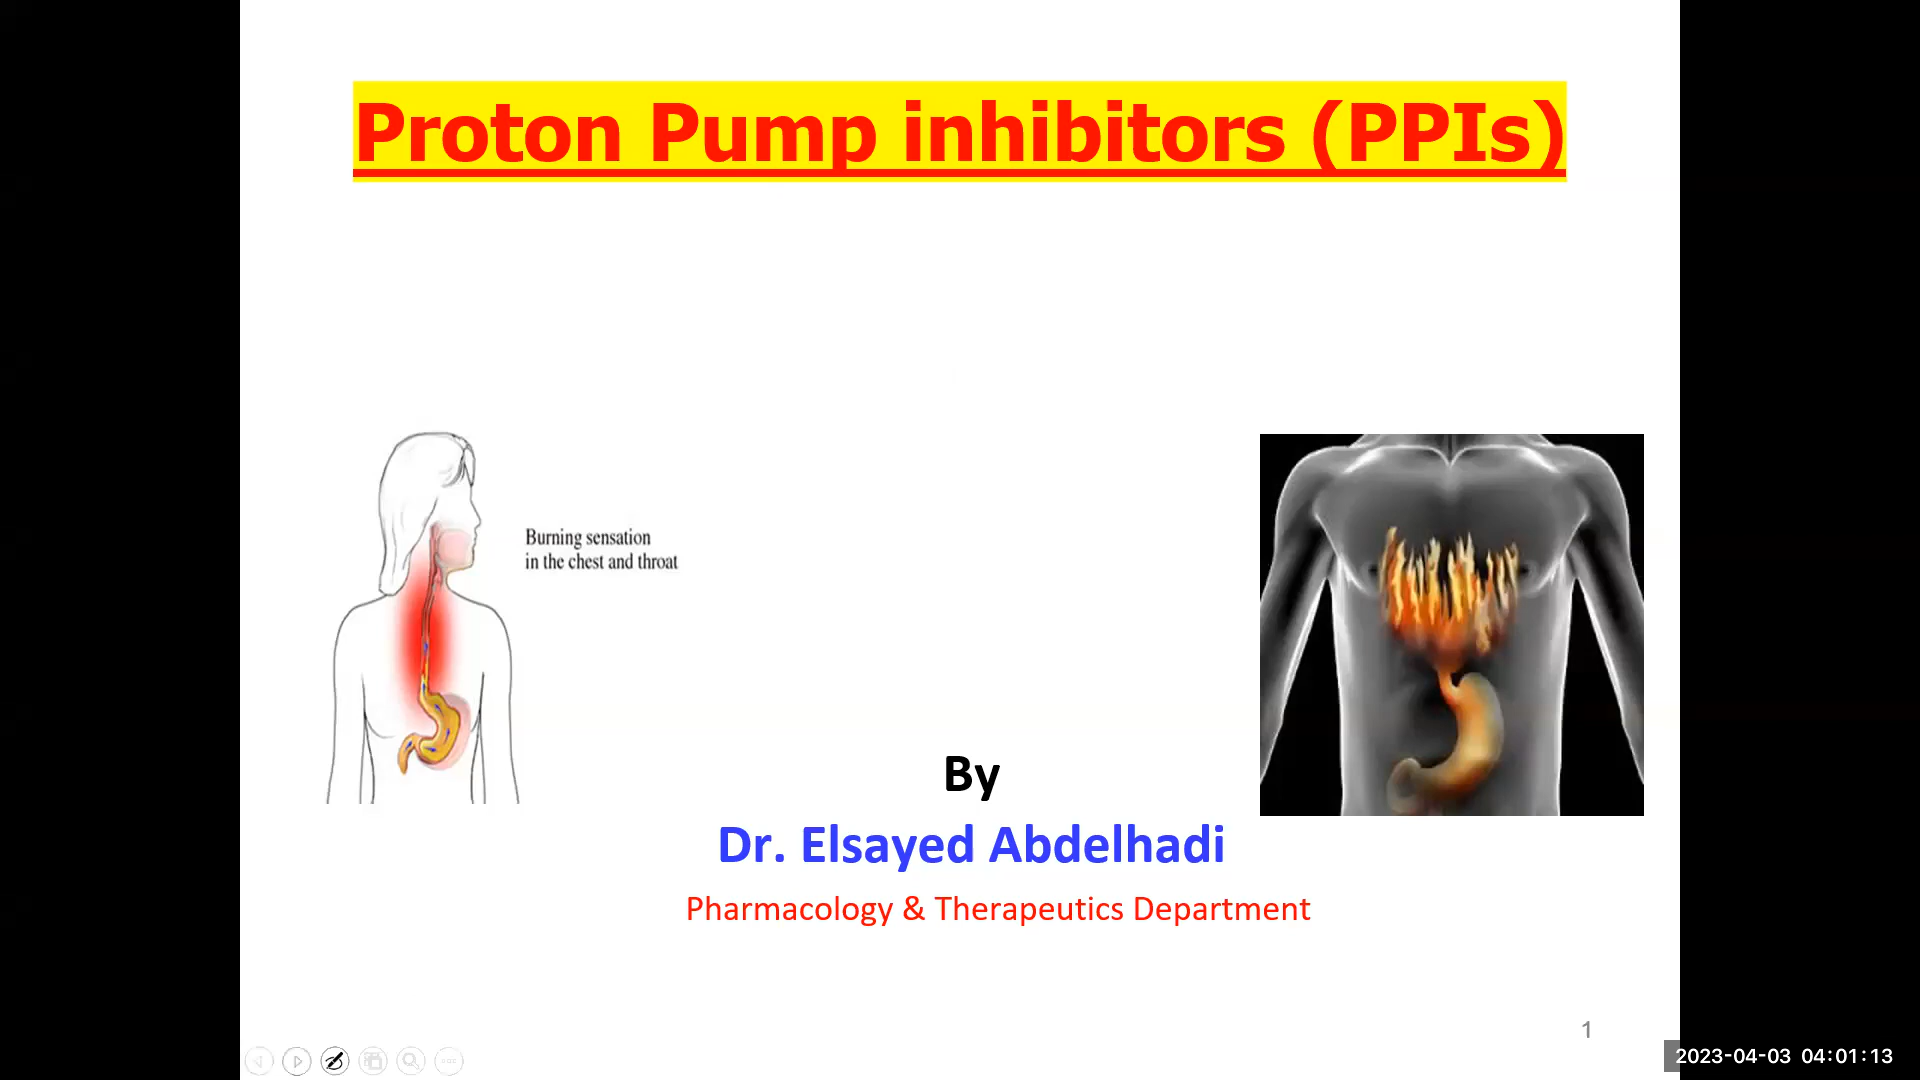 Proton Pump inhibitors (PPIs)
Burning sensation
in the chest and throat
By
Dr. Elsayed Abdelhadi
Pharmacology & Therapeutics Department
1
2023-04-03 04:01:13